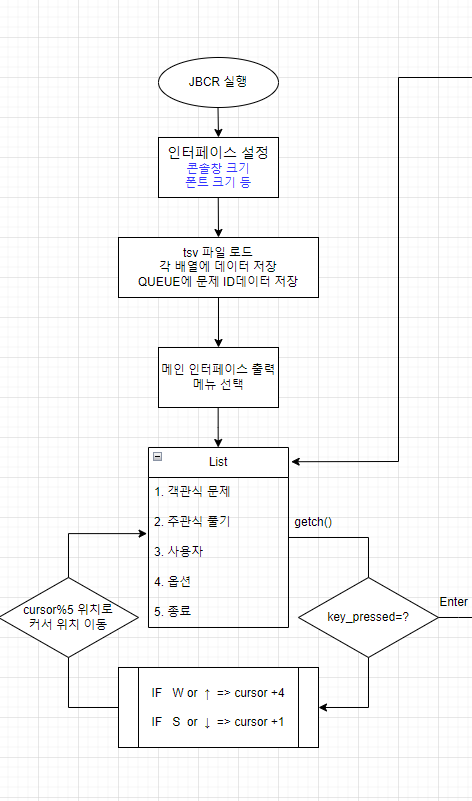 JBCR 실행
인터페이스 설정
콘솔창 크기
폰트 크기 등
tsv 파일 로드
각 배열에 데이터 저장
QUEUE에 문제 ID데이터 저장
메인 인터페이스 출력
메뉴 선택
List
1. 객관식 문제
2. 주관식 풀기
3. 사용자
4. 옵션
5. 종료
getch()
key_pressed=?
Enter
cursor%5 위치로
커서 위치 이동
IF W or ↑ => cursor +4
IF S or ↓ => cursor +1